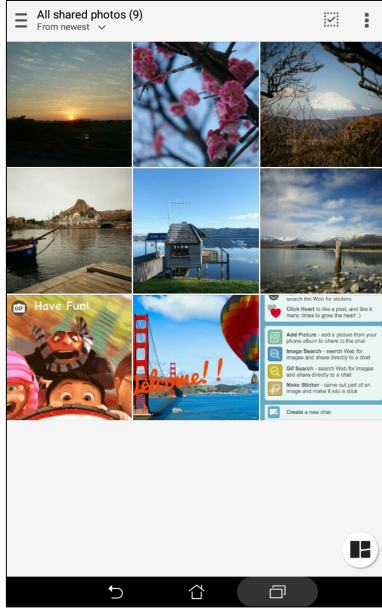 All shared photos (9)
From newest
GIF
Have Fun!
Welcome! !
search the Web for stickers
Click Heart to like a post, and like it
many times to grow the heart :)
Add Picture - add a picture from your
phone album to share to the chat
Image Search - search Web for
images and share directly to a chat
Gif Search - search Web for images
and share directly to a chat
Make Sticker - carve out part of an
image and make it into a stick
Create a new chat